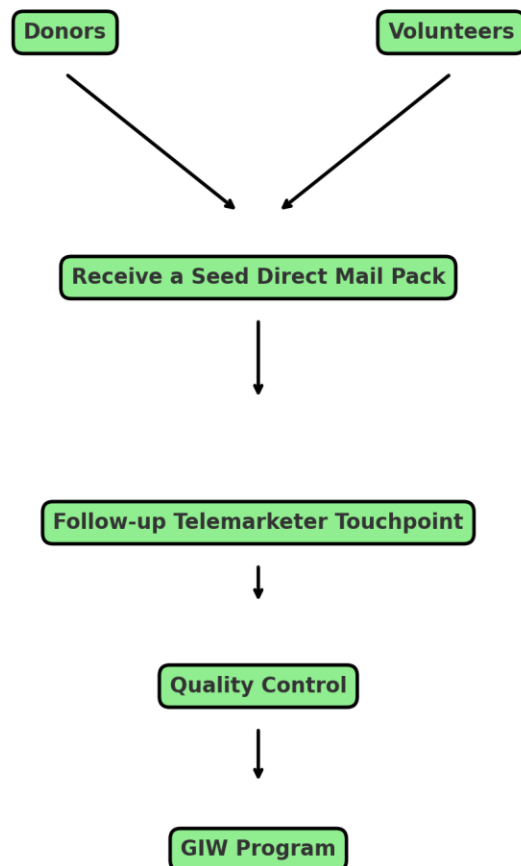 Donors
Volunteers
Receive a Seed Direct Mail Pack
Follow-up Telemarketer Touchpoint
Quality Control
GIW Program